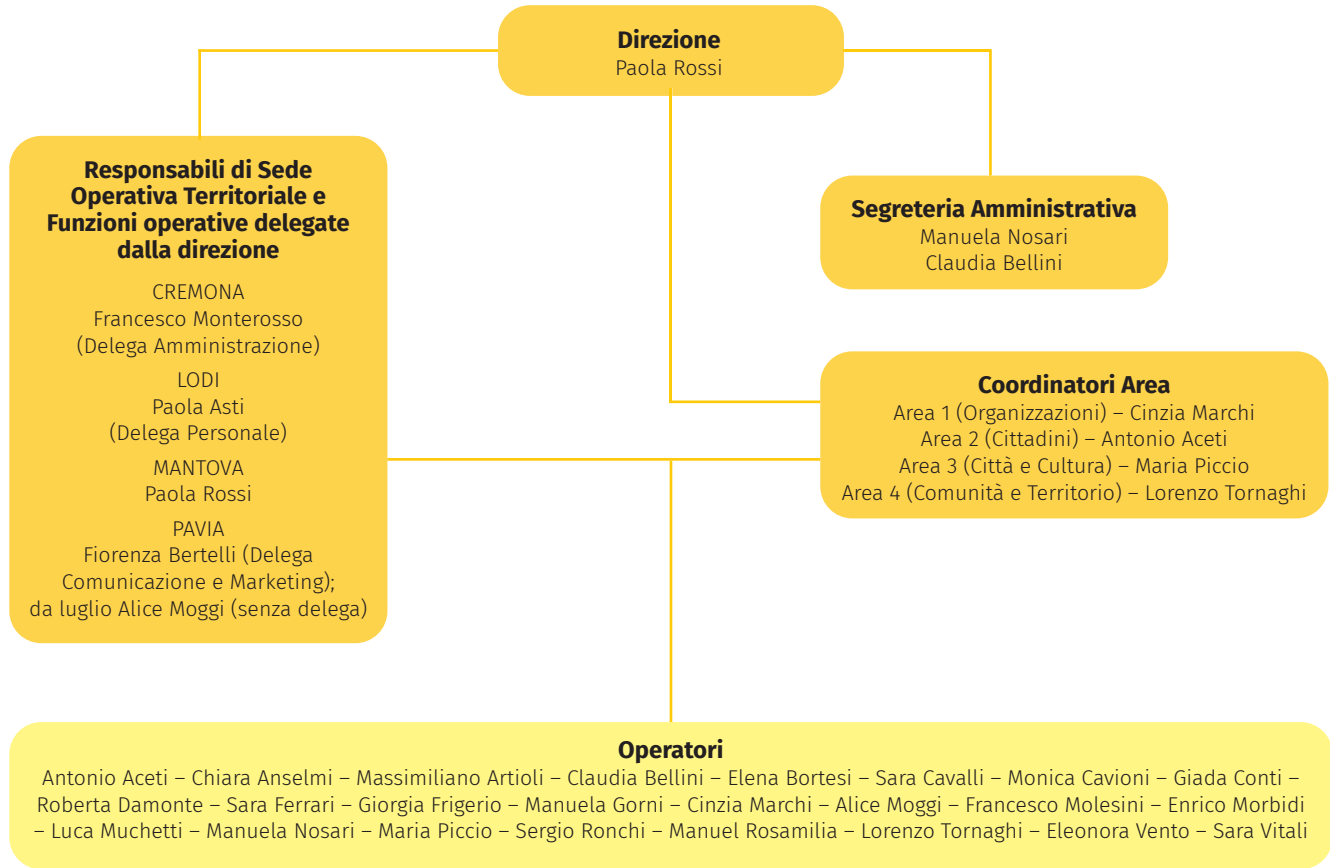 Direzione
Paola Rossi
Responsabili di Sede
Operativa Territoriale e
Funzioni operative delegate
dalla direzione
CREMONA
Francesco Monterosso
(Delega Amministrazione)
LODI
Paola Asti
(Delega Personale)
MANTOVA
Paola Rossi
PAVIA
Fiorenza Bertelli (Delega
Comunicazione e Marketing);
da luglio Alice Moggi (senza delega)
Segreteria Amministrativa
Manuela Nosari
Claudia Bellini
Coordinatori Area
Area 1 (Organizzazioni) – Cinzia Marchi
Area 2 (Cittadini) – Antonio Aceti
Area 3 (Città e Cultura) – Maria Piccio
Area 4 (Comunità e Territorio) – Lorenzo Tornaghi
Operatori
Antonio Aceti – Chiara Anselmi – Massimiliano Artioli – Claudia Bellini – Elena Bortesi – Sara Cavalli – Monica Cavioni – Giada Conti –
Roberta Damonte – Sara Ferrari – Giorgia Frigerio – Manuela Gorni – Cinzia Marchi – Alice Moggi – Francesco Molesini – Enrico Morbidi
– Luca Muchetti – Manuela Nosari – Maria Piccio – Sergio Ronchi – Manuel Rosamilia – Lorenzo Tornaghi – Eleonora Vento – Sara Vitali